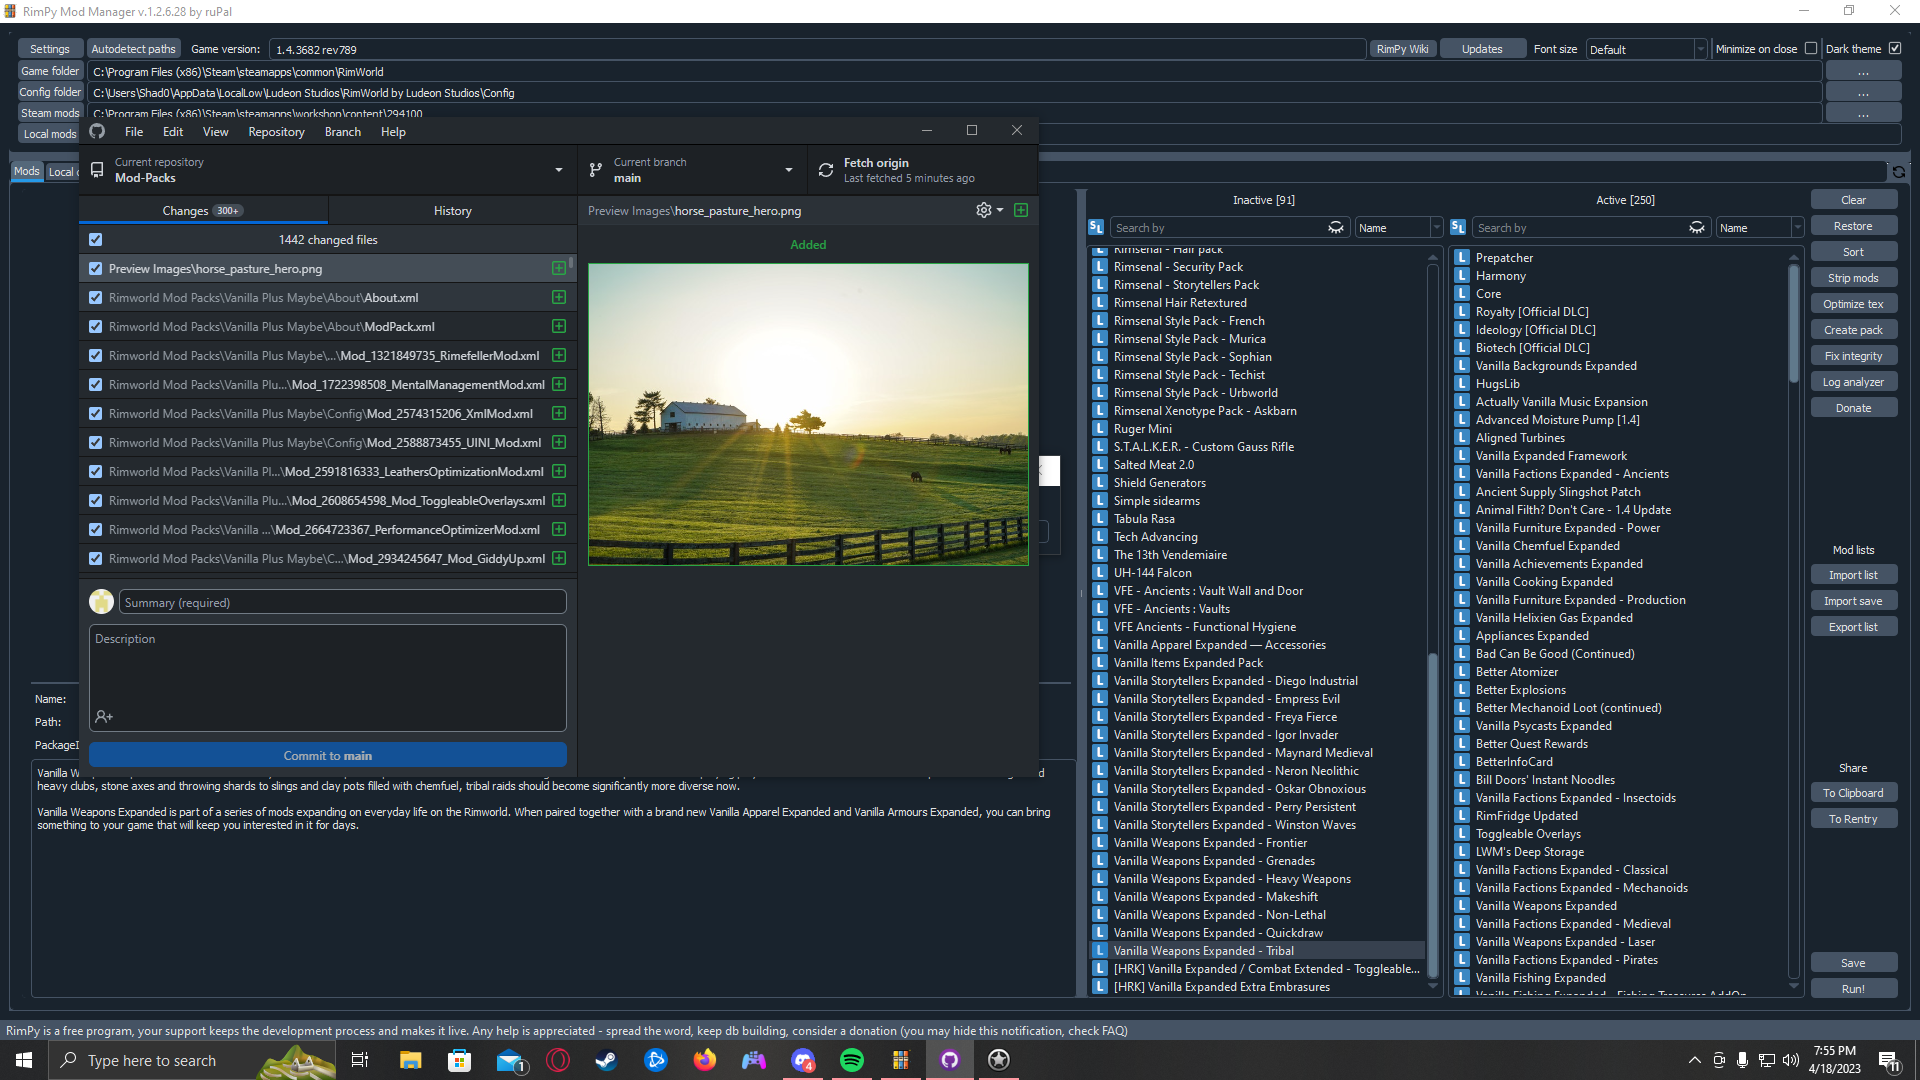 RimPy Mod Manager v.1.2.6.28 by ruPal
Settings
Autodetect paths
Game version:
1.4.3682 rev789
RimPy Wiki
Updates
Font size
Default
Minimize on close
Dark theme
Game folder
C:\Program Files (x86)\Steam\steamapps\common\RimWorld
...
Config folder
C:\Users\Shad0\AppData\LocalLow\Ludeon Studios\RimWorld by Ludeon Studios\Config
...
Steam mods
C:\Program Files (x86)\Steam\steamapps\workshop\content\294100
...
Local mods
Mods
Local
File
Edit
View
Repository
Branch
Help
Current repository
Mod-Packs
Current branch
main
Fetch origin
Last fetched 5 minutes ago
Changes
300+
History
Preview Images\horse_pasture_hero.png
1442 changed files
Added
Preview Images\horse_pasture_hero.png
Rimworld Mod Packs\Vanilla Plus Maybe\About\About.xml
Rimworld Mod Packs\Vanilla Plus Maybe\About\ModPack.xml
Rimworld Mod Packs\Vanilla Plus Maybe\...\Mod_1321849735_RimefellerMod.xml
Rimworld Mod Packs\Vanilla Plu...\Mod_1722398508_MentalManagementMod.xml
Rimworld Mod Packs\Vanilla Plus Maybe\Config\Mod_2574315206_XmlMod.xml
Rimworld Mod Packs\Vanilla Plus Maybe\Config\Mod_2588873455_UINI_Mod.xml
Rimworld Mod Packs\Vanilla Pl...\Mod_2591816333_LeathersOptimizationMod.xml
Rimworld Mod Packs\Vanilla Plu...\Mod_2608654598_Mod_ToggleableOverlays.xml
Rimworld Mod Packs\Vanilla ...\Mod_2664723367_PerformanceOptimizerMod.xml
Rimworld Mod Packs\Vanilla Plus Maybe\C...\Mod_2934245647_Mod_GiddyUp.xml
Summary (required)
Description
Commit to main
Name:
Path:
PackageI
Vanilla W
heavy clubs, stone axes and throwing shards to slings and clay pots filled with chemfuel, tribal raids should become significantly more diverse now.
Vanilla Weapons Expanded is part of a series of mods expanding on everyday life on the Rimworld. When paired together with a brand new Vanilla Apparel Expanded and Vanilla Armours Expanded, you can bring
something to your game that will keep you interested in it for days.
Inactive [91]
Search by
Name
Rimsenal - Hair pack
Rimsenal - Security Pack
Rimsenal - Storytellers Pack
Rimsenal Hair Retextured
Rimsenal Style Pack - French
Rimsenal Style Pack - Murica
Rimsenal Style Pack - Sophian
Rimsenal Style Pack - Techist
Rimsenal Style Pack - Urbworld
Rimsenal Xenotype Pack - Askbarn
Ruger Mini
S.T.A.L.K.E.R. - Custom Gauss Rifle
Salted Meat 2.0
Shield Generators
Simple sidearms
Tabula Rasa
Tech Advancing
The 13th Vendemiaire
UH-144 Falcon
VFE - Ancients : Vault Wall and Door
VFE - Ancients : Vaults
VFE Ancients - Functional Hygiene
Vanilla Apparel Expanded — Accessories
Vanilla Items Expanded Pack
Vanilla Storytellers Expanded - Diego Industrial
Vanilla Storytellers Expanded - Empress Evil
Vanilla Storytellers Expanded - Freya Fierce
Vanilla Storytellers Expanded - Igor Invader
Vanilla Storytellers Expanded - Maynard Medieval
Vanilla Storytellers Expanded - Neron Neolithic
Vanilla Storytellers Expanded - Oskar Obnoxious
Vanilla Storytellers Expanded - Perry Persistent
Vanilla Storytellers Expanded - Winston Waves
Vanilla Weapons Expanded - Frontier
Vanilla Weapons Expanded - Grenades
Vanilla Weapons Expanded - Heavy Weapons
Vanilla Weapons Expanded - Makeshift
Vanilla Weapons Expanded - Non-Lethal
Vanilla Weapons Expanded - Quickdraw
Vanilla Weapons Expanded - Tribal
[HRK] Vanilla Expanded / Combat Extended - Toggleable...
[HRK] Vanilla Expanded Extra Embrasures
Active [250]
Search by
Name
Prepatcher
Harmony
Core
Royalty [Official DLC]
Ideology [Official DLC]
Biotech [Official DLC]
Vanilla Backgrounds Expanded
HugsLib
Actually Vanilla Music Expansion
Advanced Moisture Pump [1.4]
Aligned Turbines
Vanilla Expanded Framework
Vanilla Factions Expanded - Ancients
Ancient Supply Slingshot Patch
Animal Filth? Don't Care - 1.4 Update
Vanilla Furniture Expanded - Power
Vanilla Chemfuel Expanded
Vanilla Achievements Expanded
Vanilla Cooking Expanded
Vanilla Furniture Expanded - Production
Vanilla Helixien Gas Expanded
Appliances Expanded
Bad Can Be Good (Continued)
Better Atomizer
Better Explosions
Better Mechanoid Loot (continued)
Vanilla Psycasts Expanded
Better Quest Rewards
BetterInfoCard
Bill Doors' Instant Noodles
Vanilla Factions Expanded - Insectoids
RimFridge Updated
Toggleable Overlays
LWM's Deep Storage
Vanilla Factions Expanded - Classical
Vanilla Factions Expanded - Mechanoids
Vanilla Weapons Expanded
Vanilla Factions Expanded - Medieval
Vanilla Weapons Expanded - Laser
Vanilla Factions Expanded - Pirates
Vanilla Fishing Expanded
Vanilla Fishing Expanded - Fishing Treasures AddOn
Clear
Restore
Sort
Strip mods
Optimize tex
Create pack
Fix integrity
Log analyzer
Donate
Mod lists
Import list
Import save
Export list
Share
To Clipboard
To Rentry
Save
Run!
RimPy is a free program, your support keeps the development process and makes it live. Any help is appreciated - spread the word, keep db building, consider a donation (you may hide this notification, check FAQ)
Type here to search
1
4
7:55 PM
4/18/2023
11